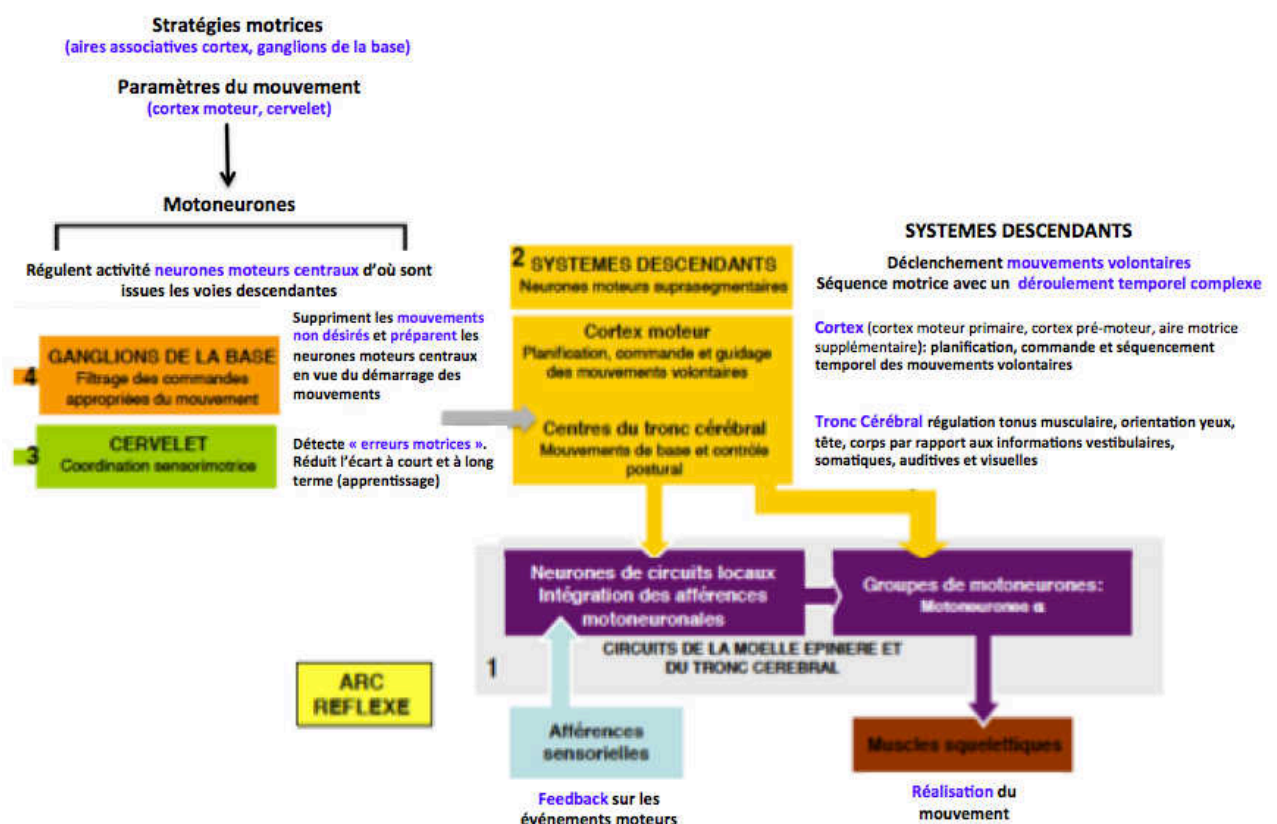 Stratégies motrices
(aires associatives cortex, ganglions de la base)
Paramètres du mouvement
(cortex moteur, cervelet)
Motoneurones
Régulent activité neurones moteurs centraux d'où sont
issues les voies descendantes
4
GANGLIONS DE LA BASE
Filtrage des commandes
appropriées du mouvement
Suppriment les mouvements
non désirés et préparent les
neurones moteurs centraux
en vue du démarrage des
mouvements
3
CERVELET
Coordination sensorimotrice
Détecte « erreurs motrices ».
Réduit l'écart à court et à long
terme (apprentissage)
2 SYSTEMES DESCENDANTS
Neurones moteurs suprasegmentaires
Cortex moteur
Planification, commande et guidage
des mouvements volontaires
Centres du tronc cérébral
Mouvements de base et contrôle
postural
SYSTEMES DESCENDANTS
Déclenchement mouvements volontaires
Séquence motrice avec un déroulement temporel complexe
Cortex (cortex moteur primaire, cortex pré-moteur, aire motrice
supplémentaire): planification, commande et séquencement
temporel des mouvements volontaires
Tronc Cérébral régulation tonus musculaire, orientation yeux,
tête, corps par rapport aux informations vestibulaires,
somatiques, auditives et visuelles
Neurones de circuits locaux
Intégration des afférences
motoneuronales
Groupes de motoneurones:
Motoneurones α
1
CIRCUITS DE LA MOELLE EPINIERE ET
DU TRONC CEREBRAL
ARC
REFLEXE
Afférences
sensorielles
Muscles squelettiques
Feedback sur les
événements moteurs
Réalisation du
mouvement